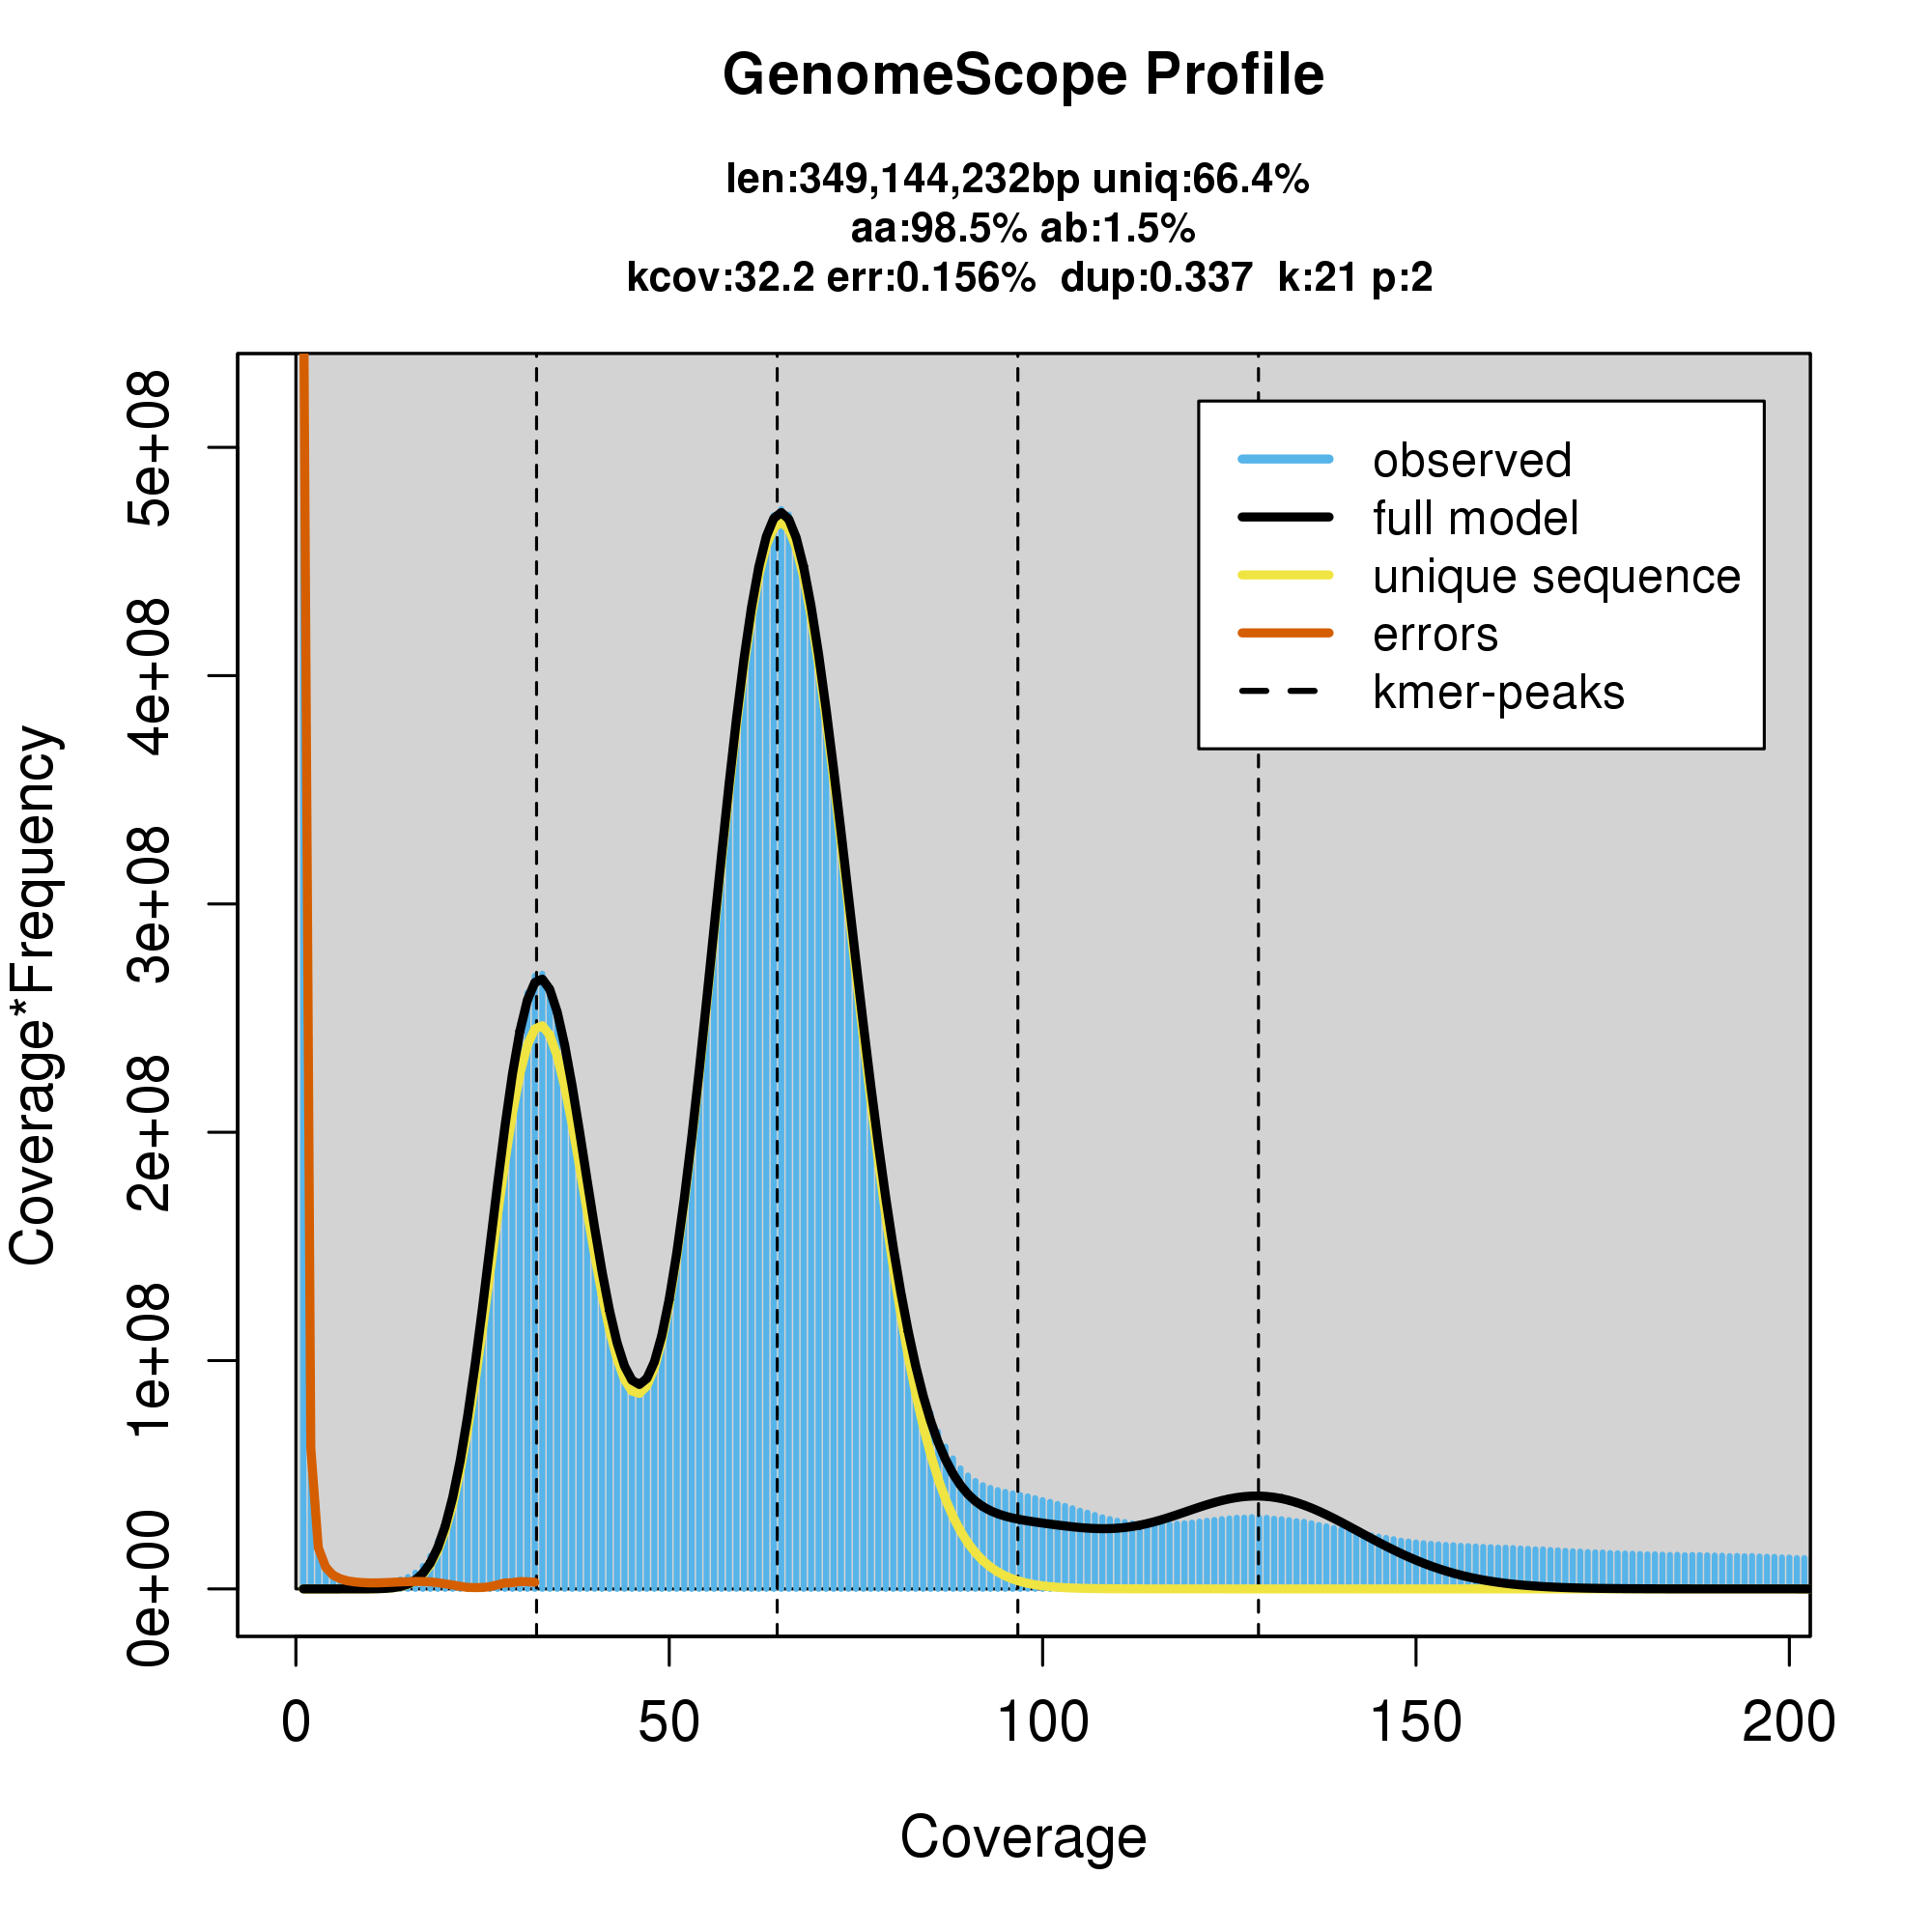 GenomeScope Profile
len:349,144,232bp uniq:66.4%
aa:98.5% ab:1.5%
kcov:32.2 err:0.156% dup:0.337 k:21 p:2
observed
full model
unique sequence
errors
kmer-peaks
Coverage*Frequency
5e+08
4e+08
3e+08
2e+08
1e+08
0e+00
0 50 100 150 200
Coverage